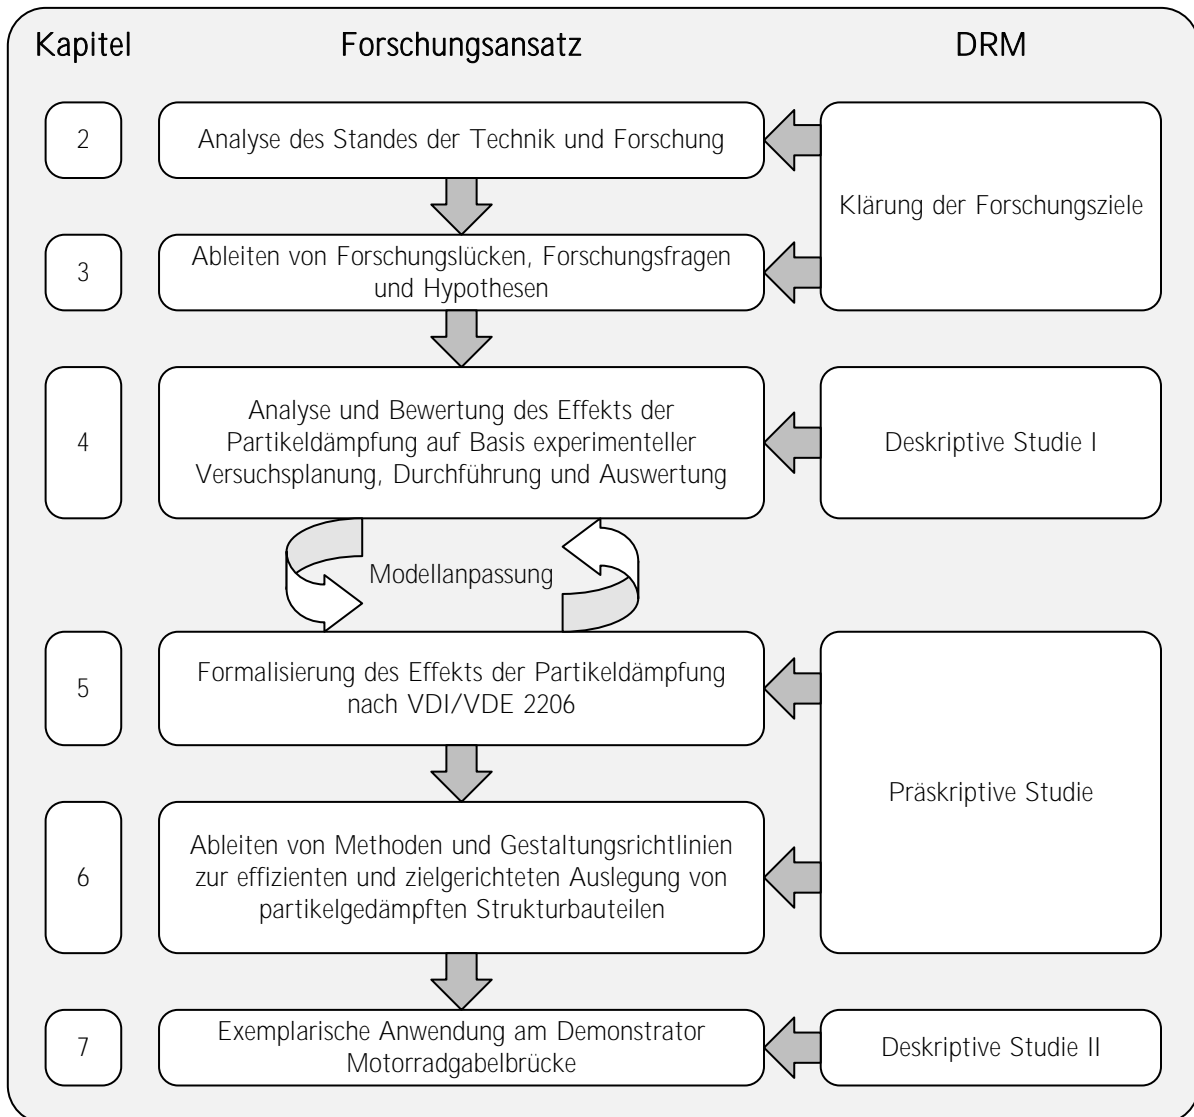 Kapitel
Forschungsansatz
DRM
2
Analyse des Standes der Technik und Forschung
Klärung der Forschungsziele
3
Ableiten von Forschungslücken, Forschungsfragen
und Hypothesen
4
Analyse und Bewertung des Effekts der
Partikeldämpfung auf Basis experimenteller
Versuchsplanung, Durchführung und Auswertung
Deskriptive Studie I
Modellanpassung
5
Formalisierung des Effekts der Partikeldämpfung
nach VDI/VDE 2206
Präskriptive Studie
6
Ableiten von Methoden und Gestaltungsrichtlinien
zur effizienten und zielgerichteten Auslegung von
partikelgedämpften Strukturbauteilen
7
Exemplarische Anwendung am Demonstrator
Motorradgabelbrücke
Deskriptive Studie II